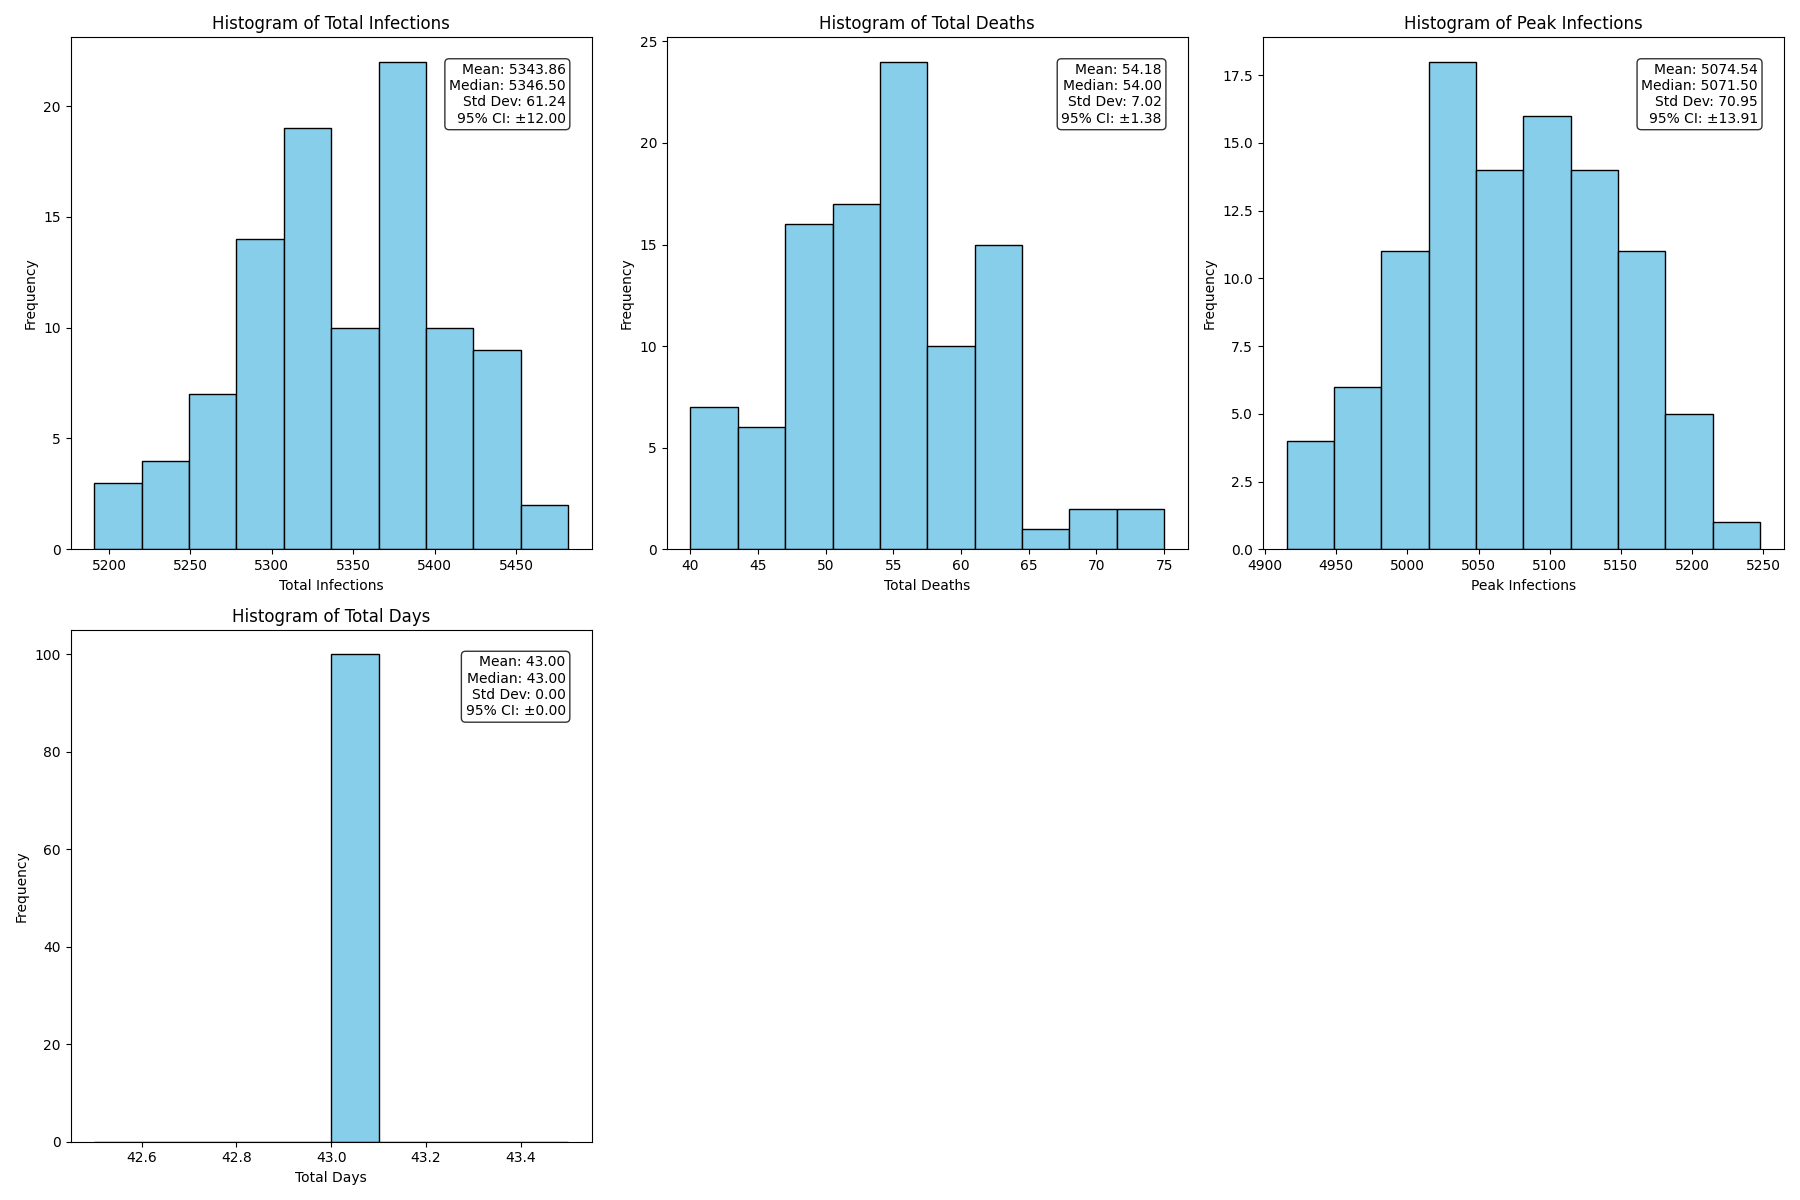 Histogram of Total Infections
Mean: 5343.86
Median: 5346.50
Std Dev: 61.24
95% CI: ±12.00
Frequency
20
15
10
5
0
5200 5250 5300 5350 5400 5450
Total Infections
Histogram of Total Deaths
Mean: 54.18
Median: 54.00
Std Dev: 7.02
95% CI: ±1.38
Frequency
25
20
15
10
5
0
40 45 50 55 60 65 70 75
Total Deaths
Histogram of Peak Infections
Mean: 5074.54
Median: 5071.50
Std Dev: 70.95
95% CI: ±13.91
Frequency
17.5
15.0
12.5
10.0
7.5
5.0
2.5
0.0
4900 4950 5000 5050 5100 5150 5200 5250
Peak Infections
Histogram of Total Days
Mean: 43.00
Median: 43.00
Std Dev: 0.00
95% CI: ±0.00
Frequency
100
80
60
40
20
0
42.6 42.8 43.0 43.2 43.4
Total Days